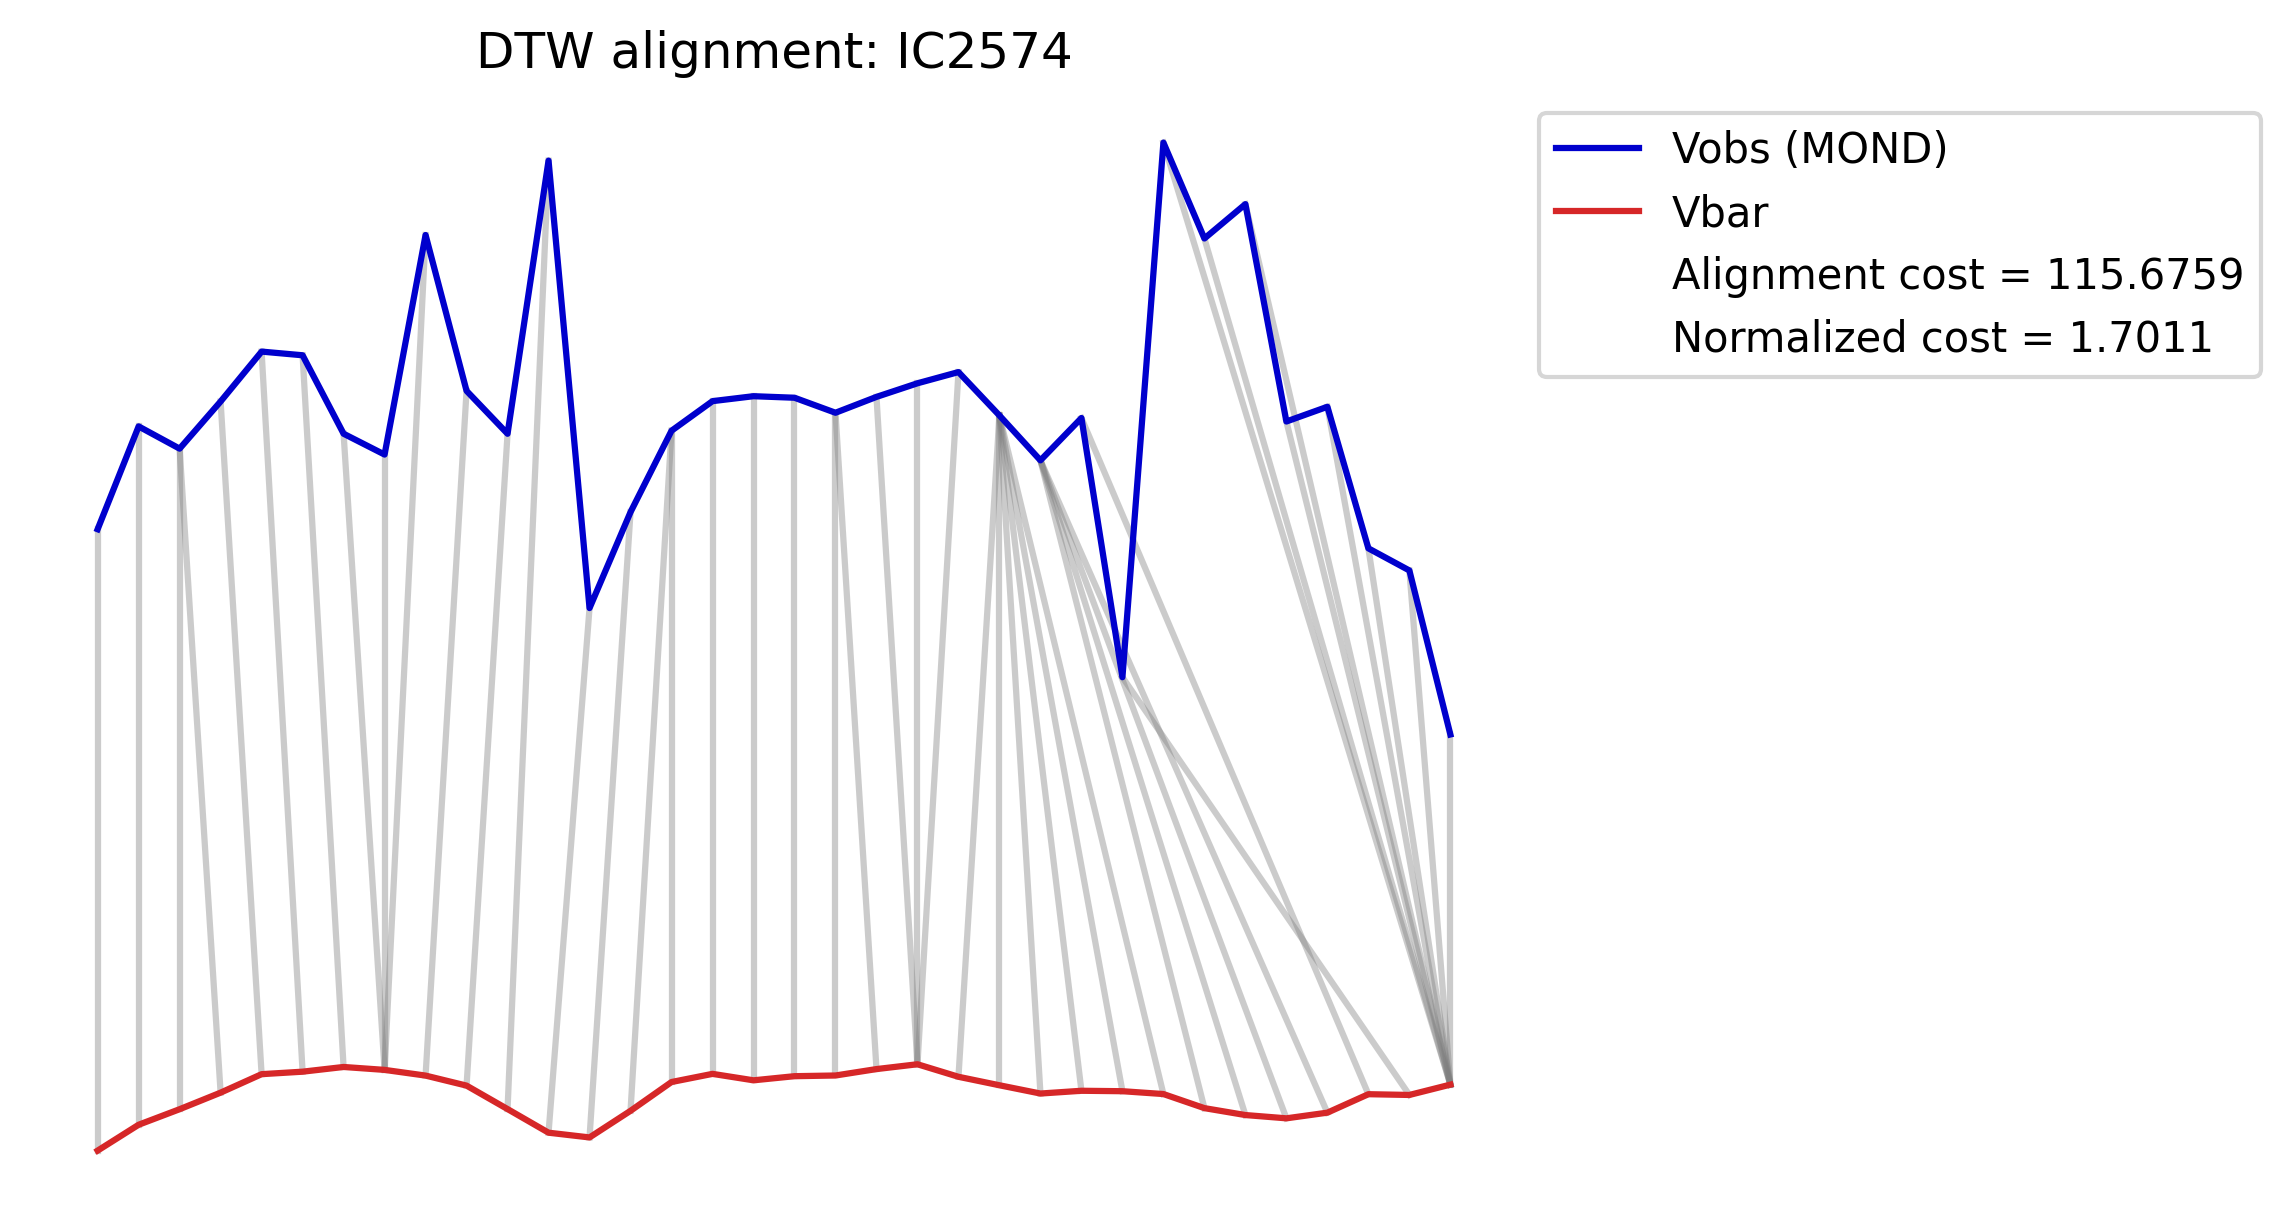 DTW alignment: IC2574
Vobs (MOND)
Vbar
Alignment cost = 115.6759
Normalized cost = 1.7011